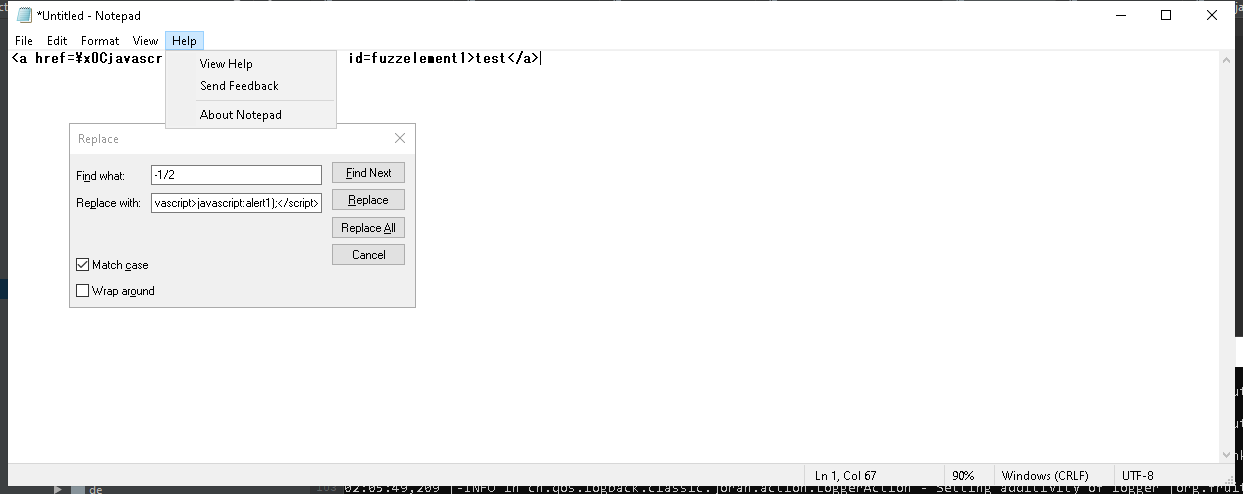 *Untitled - Notepad
File Edit Format View Help
<a href=¥x0Cjavascr id=fuzzelement1>test</a>
View Help
Send Feedback
About Notepad
Replace
Find what: -1/2 Find Next
Replace with: vascript>javascript:alert1);</script> Replace
Replace All
Cancel
Match case
Wrap around
Ln 1, Col 67 90% Windows (CRLF) UTF-8
de
02:05:49,209 |-INFO in ch.qos.logback.classic.joran.action.LoggerAction - Setting additivity of logger